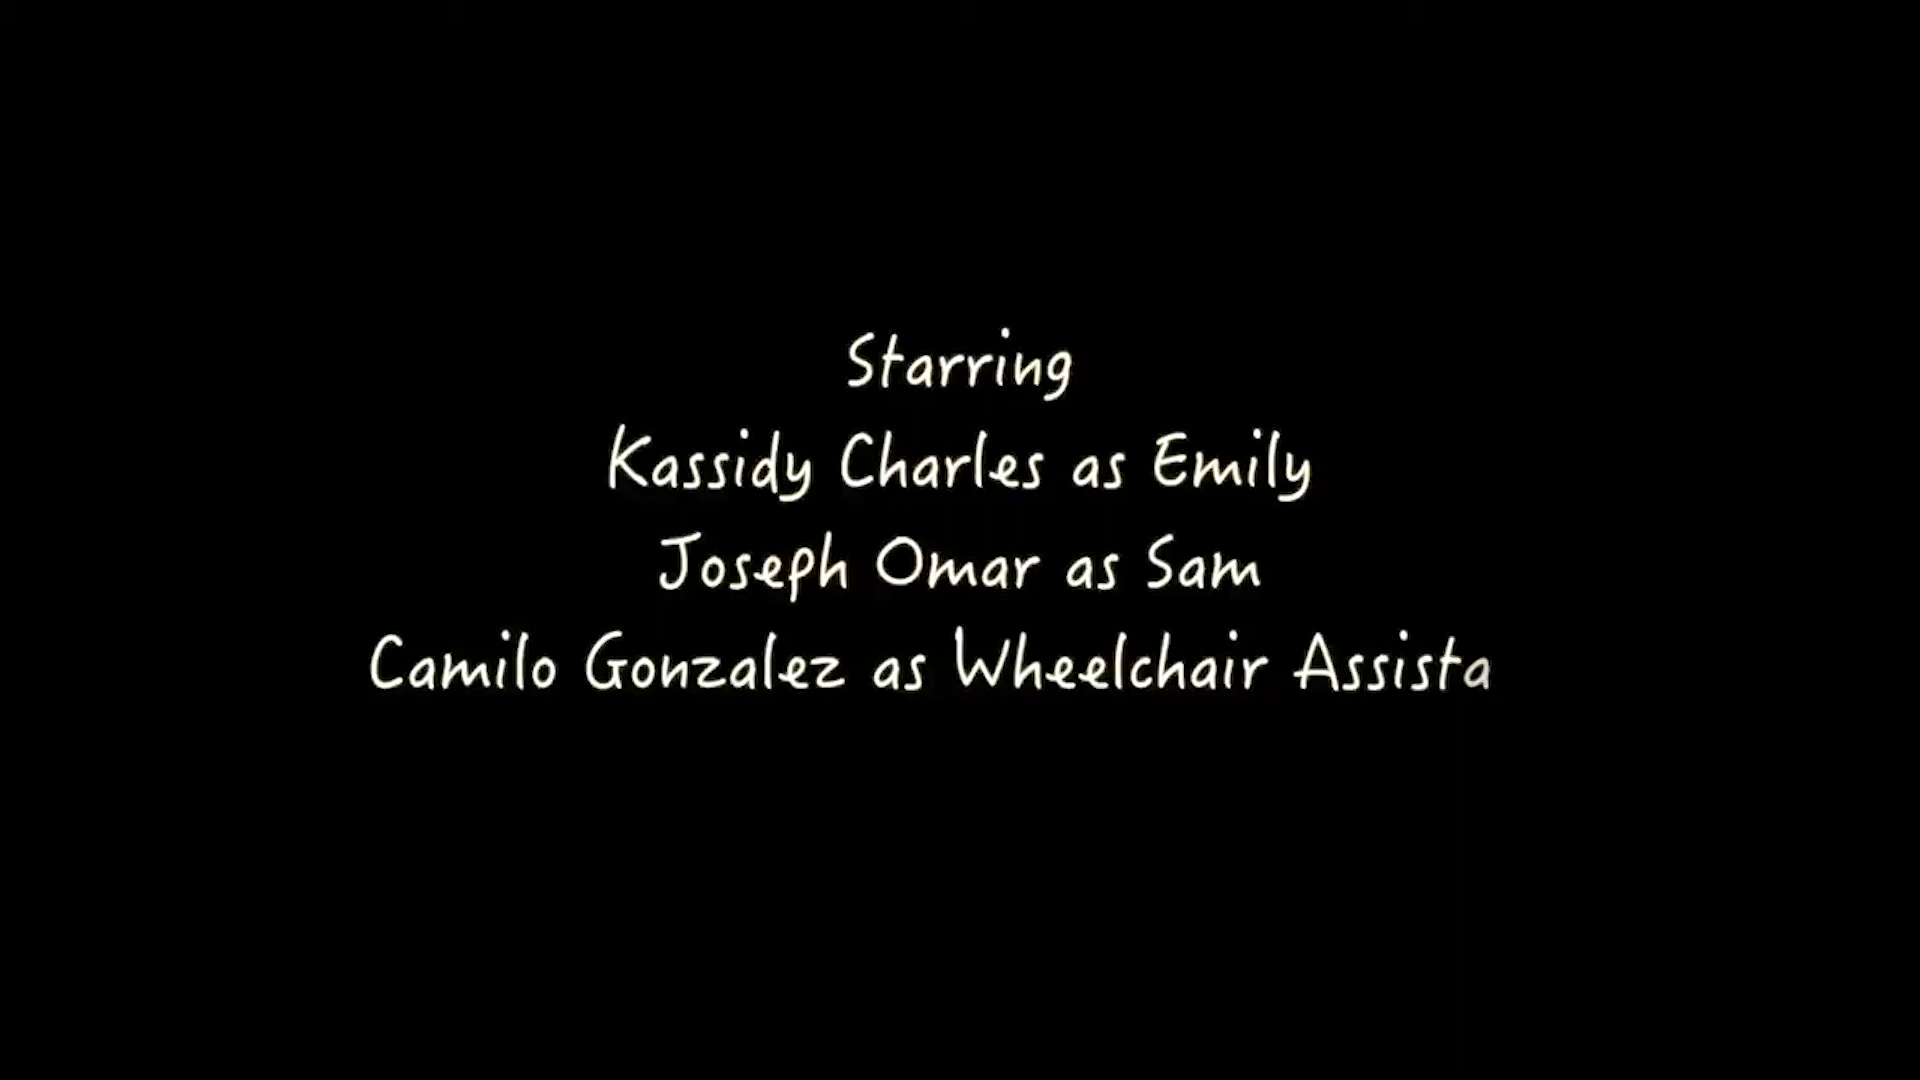 Starring
Kassidy Charles as Emily
Joseph Omar as Sam
Camilo Gonzalez as Wheelchair Assista